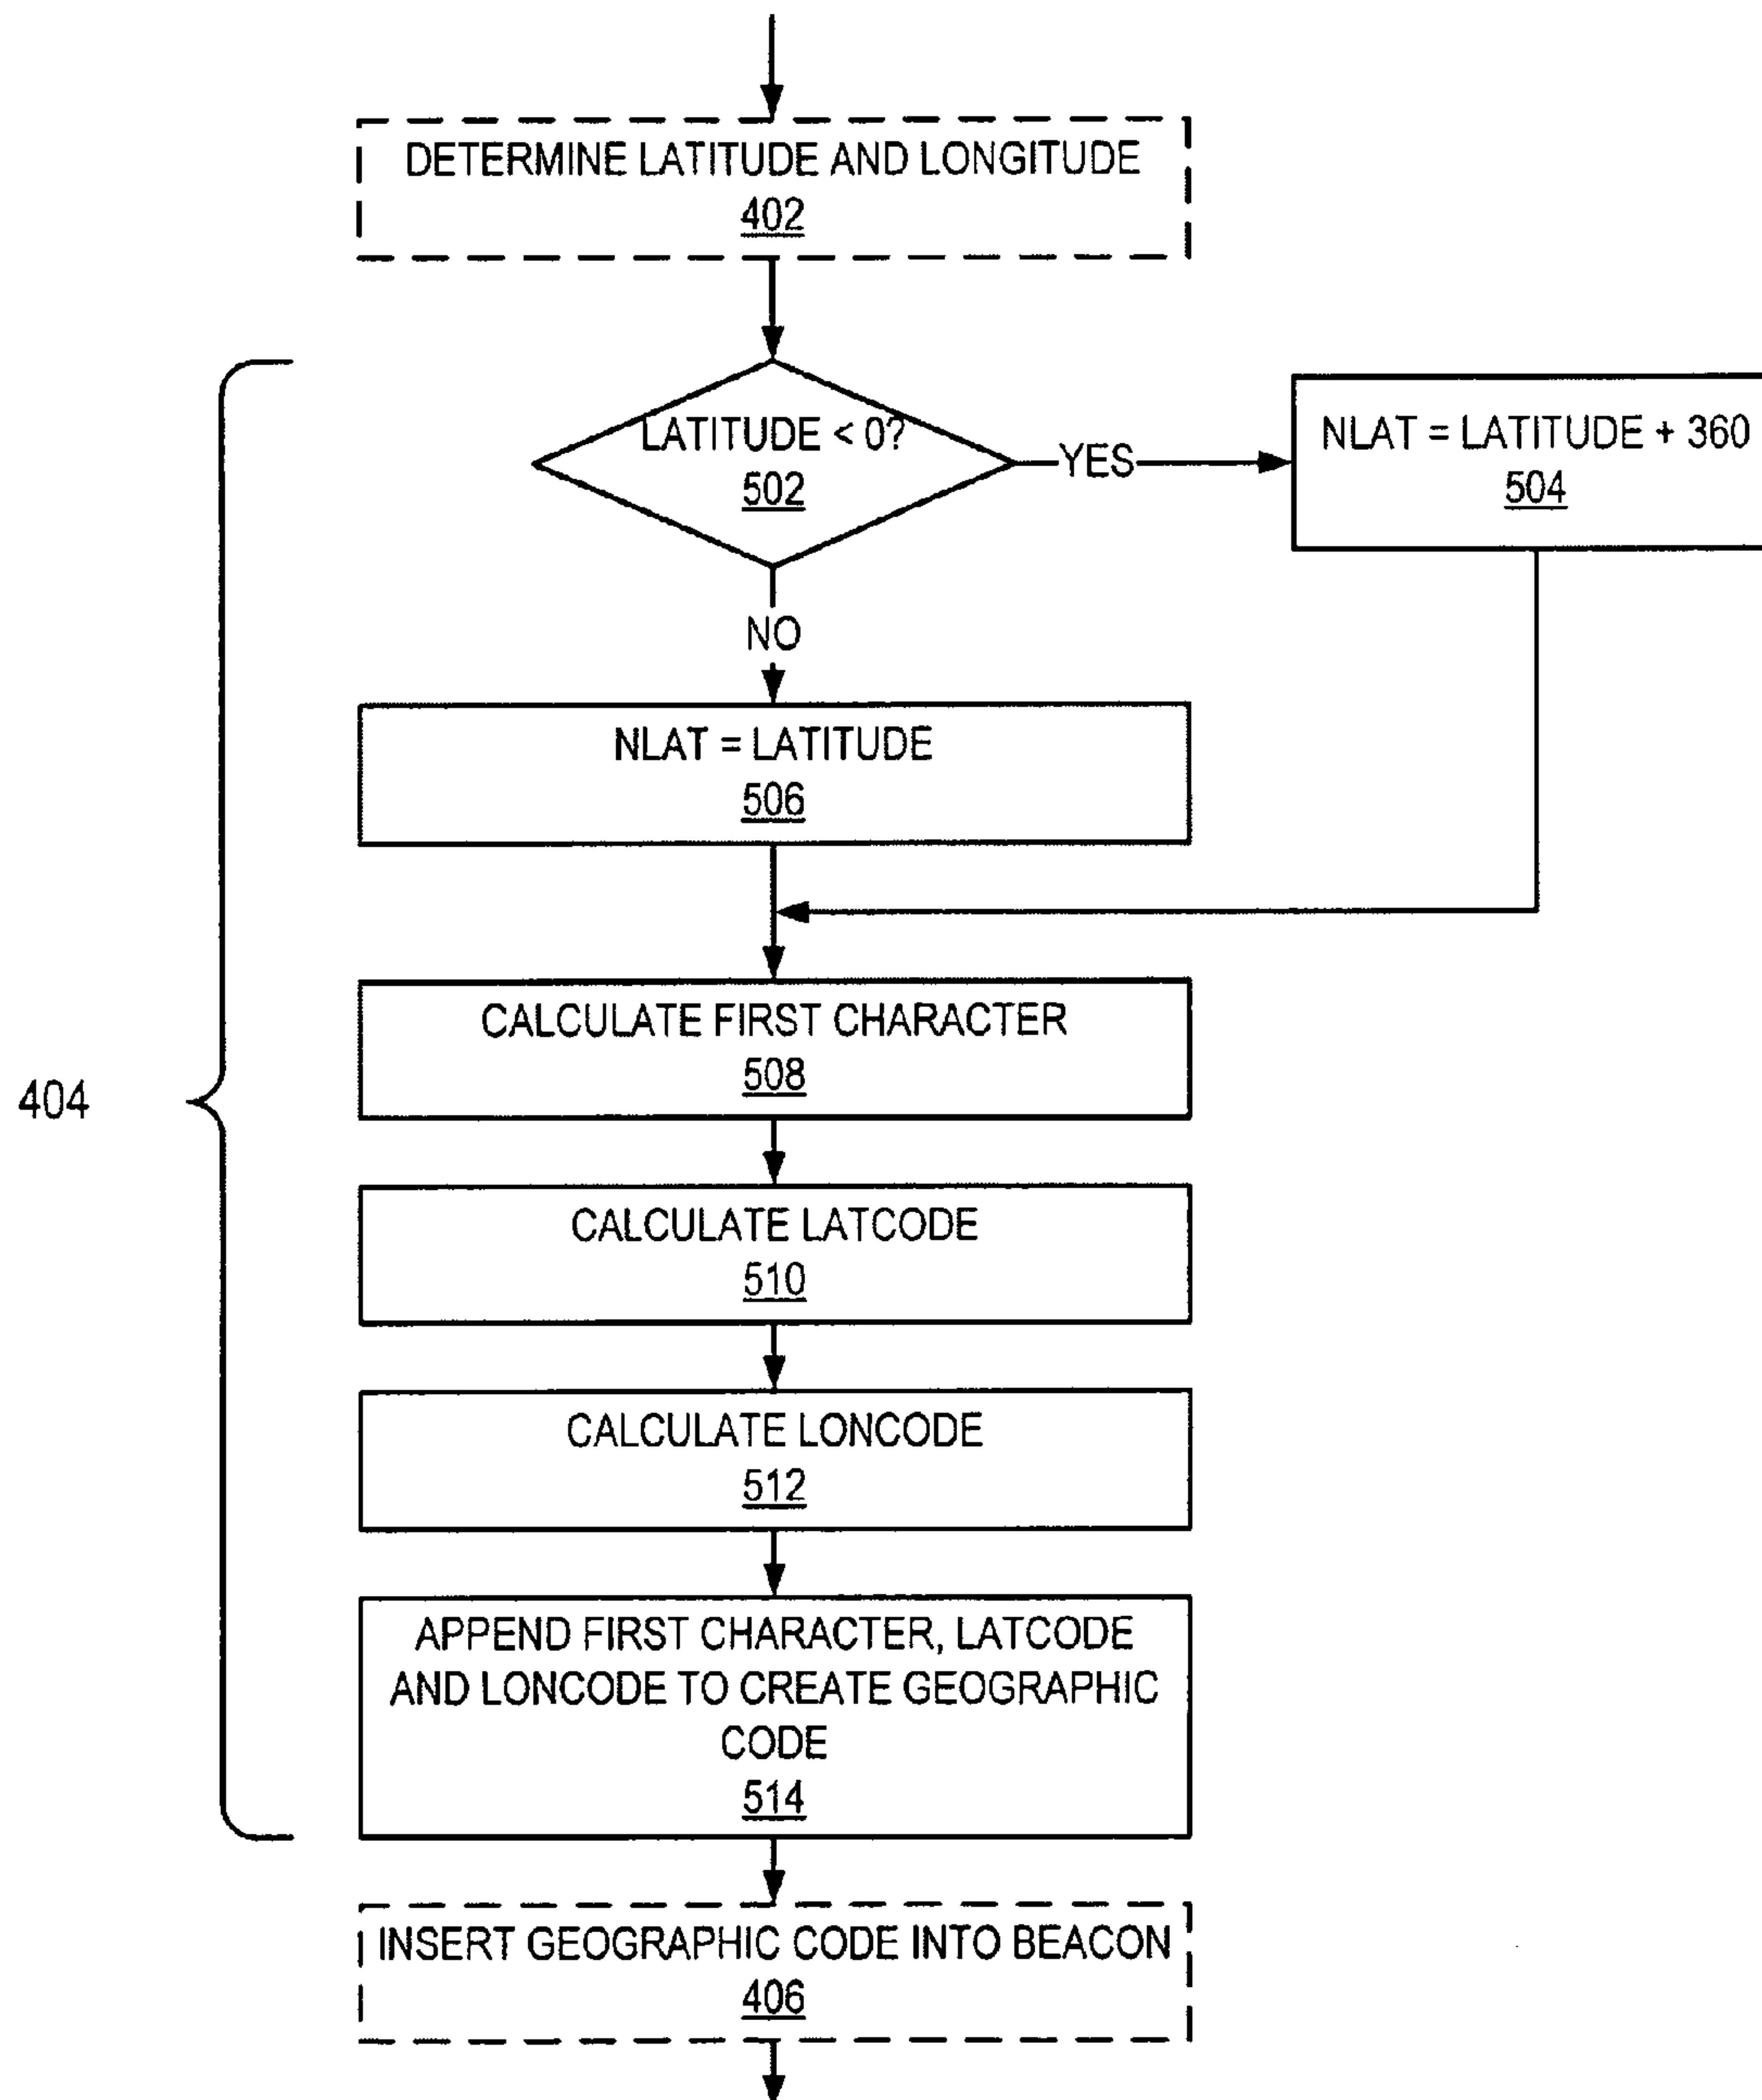 DETERMINE LATITUDE AND LONGITUDE
402
LATITUDE < 0?
502
YES
NLAT = LATITUDE + 360
504
NO
NLAT = LATITUDE
506
CALCULATE FIRST CHARACTER
508
404
CALCULATE LATCODE
510
CALCULATE LONCODE
512
APPEND FIRST CHARACTER, LATCODE
AND LONCODE TO CREATE GEOGRAPHIC
CODE
514
INSERT GEOGRAPHIC CODE INTO BEACON
406